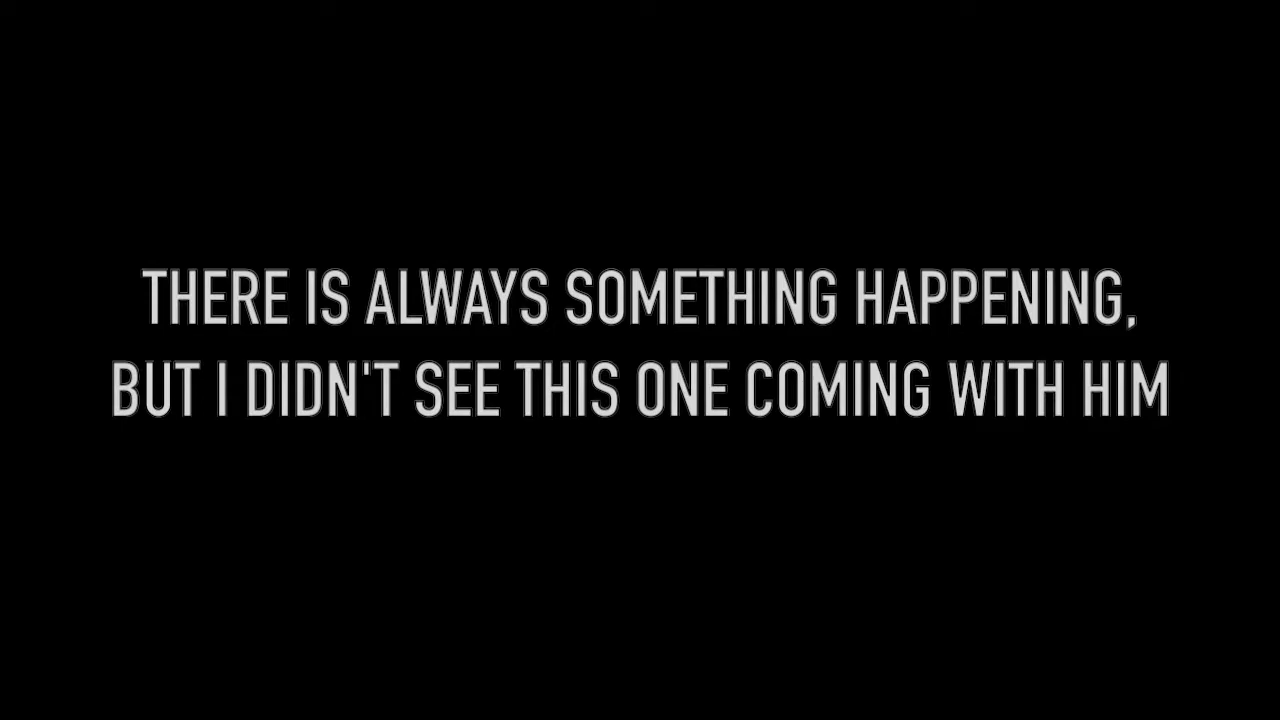 THERE IS ALWAYS SOMETHING HAPPENING,
BUT I DIDN'T SEE THIS ONE COMING WITH HIM